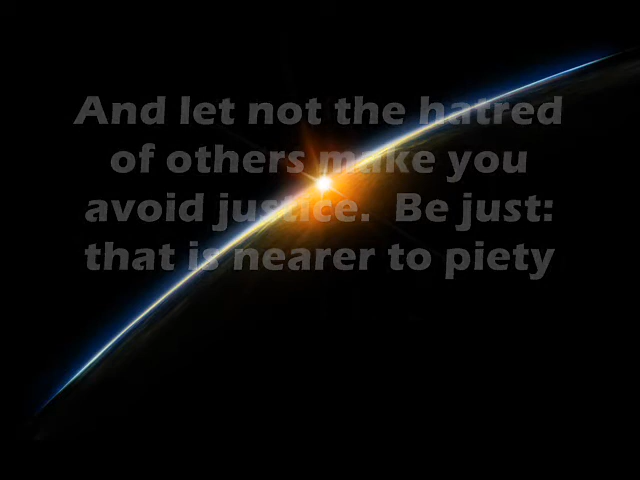 And let not the hatred
of others make you
avoid justice.  Be just:
that is nearer to piety